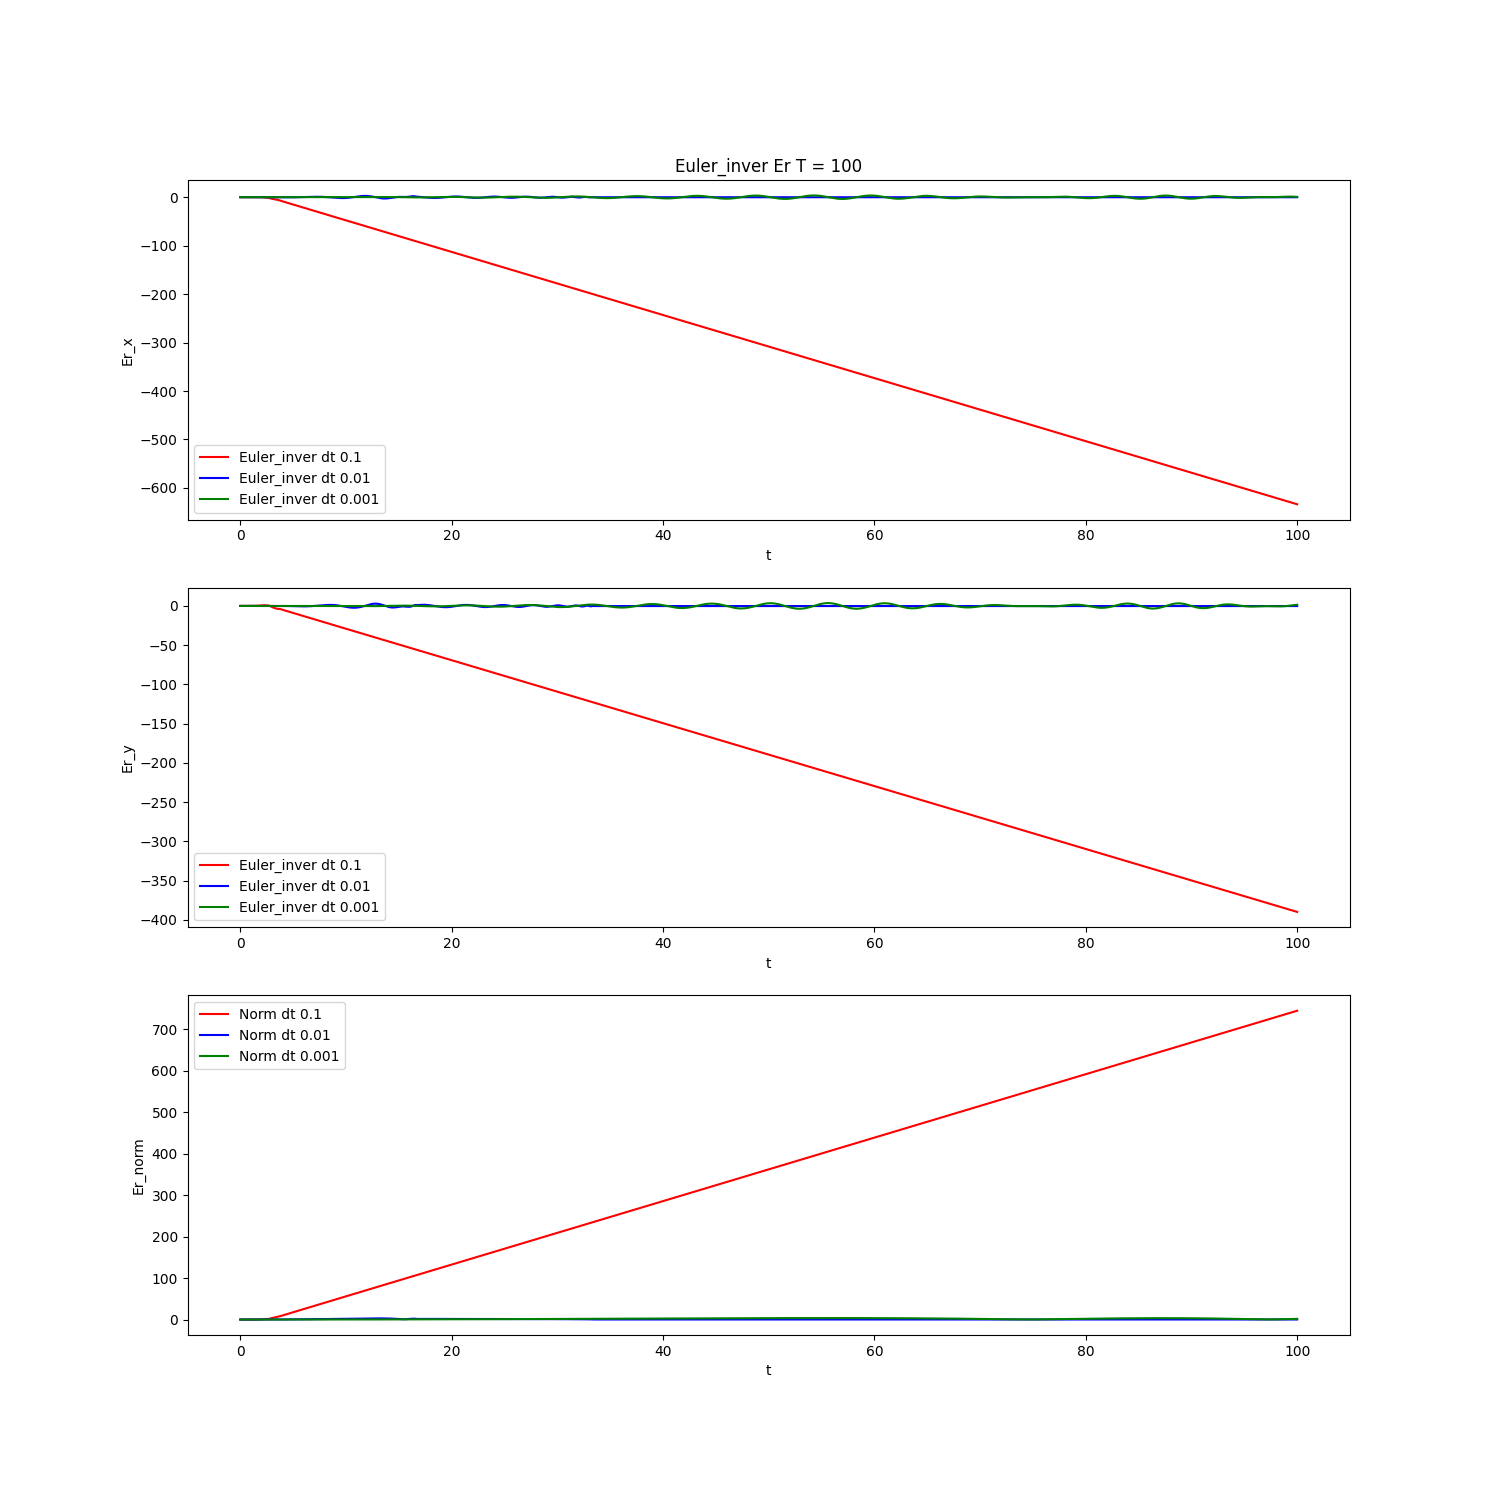 Euler_inver Er T = 100
0
−100
−200
−300
−400
−500
−600
Er_x
Euler_inver dt 0.1
Euler_inver dt 0.01
Euler_inver dt 0.001
0 20 40 60 80 100
t
0
−50
−100
−150
−200
−250
−300
−350
−400
Er_y
Euler_inver dt 0.1
Euler_inver dt 0.01
Euler_inver dt 0.001
0 20 40 60 80 100
t
700
600
500
400
300
200
100
0
Er_norm
Norm dt 0.1
Norm dt 0.01
Norm dt 0.001
0 20 40 60 80 100
t